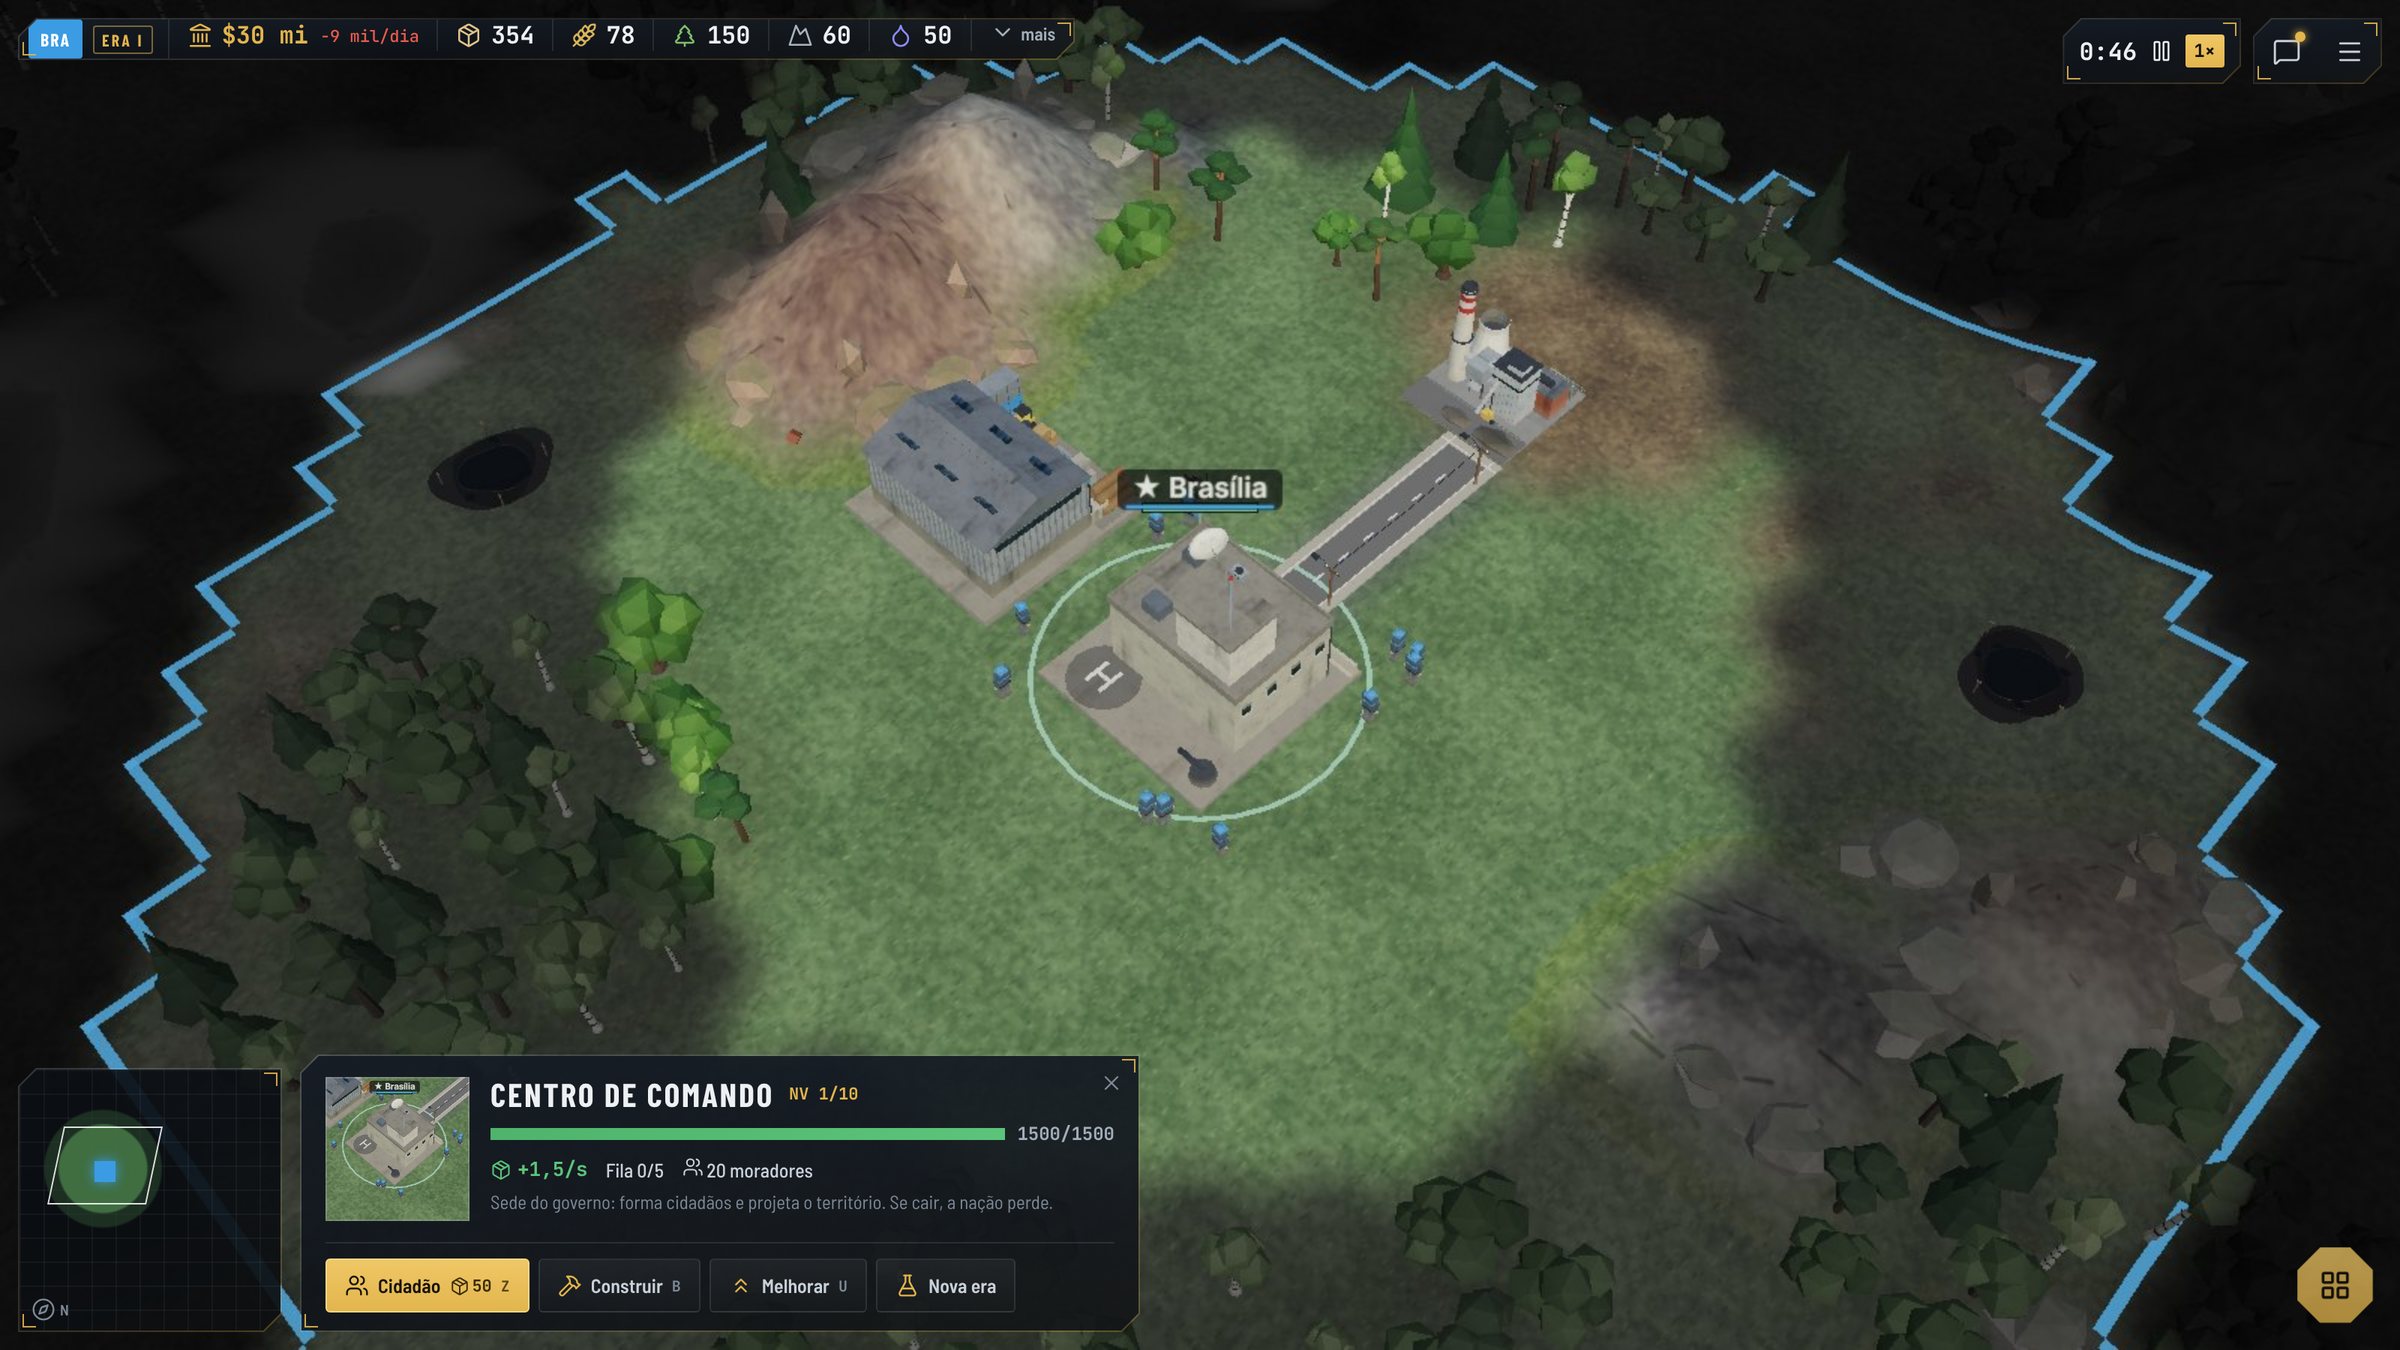 BRA ERA I $30 mi -9 mil/dia 354 78 150 60 50 mais
0:46 1×
★ Brasília
H
★ Brasília
H
CENTRO DE COMANDO NV 1/10
1500/1500
+1,5/s Fila 0/5 20 moradores
Sede do governo: forma cidadãos e projeta o território. Se cair, a nação perde.
Cidadão 50 Z Construir B Melhorar U Nova era
N